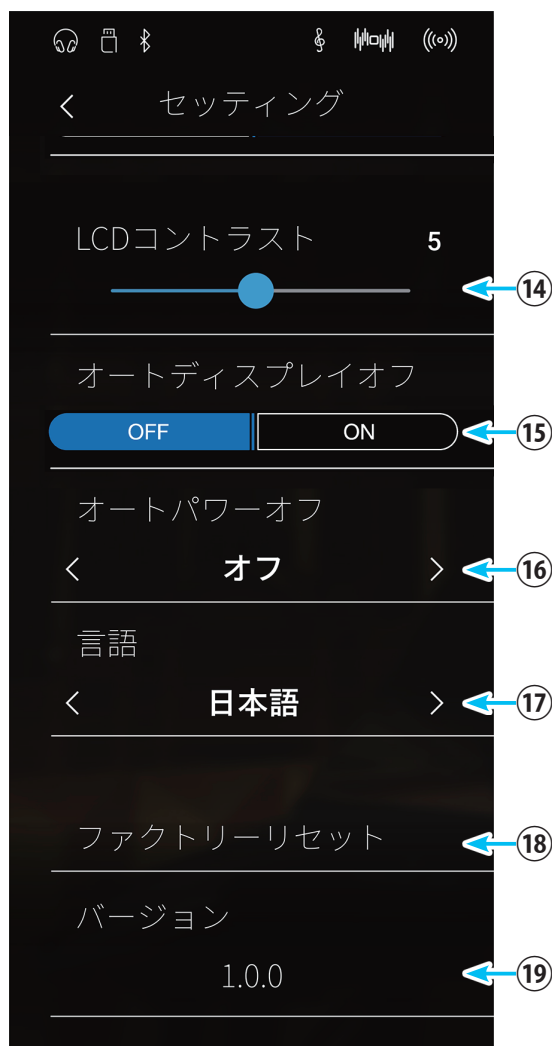 セッティング
LCDコントラスト 5
⑭
オートディスプレイオフ
OFF ON ⑮
オートパワーオフ
オフ ⑯
言語
日本語 ⑰
ファクトリーリセット ⑱
バージョン
1.0.0 ⑲